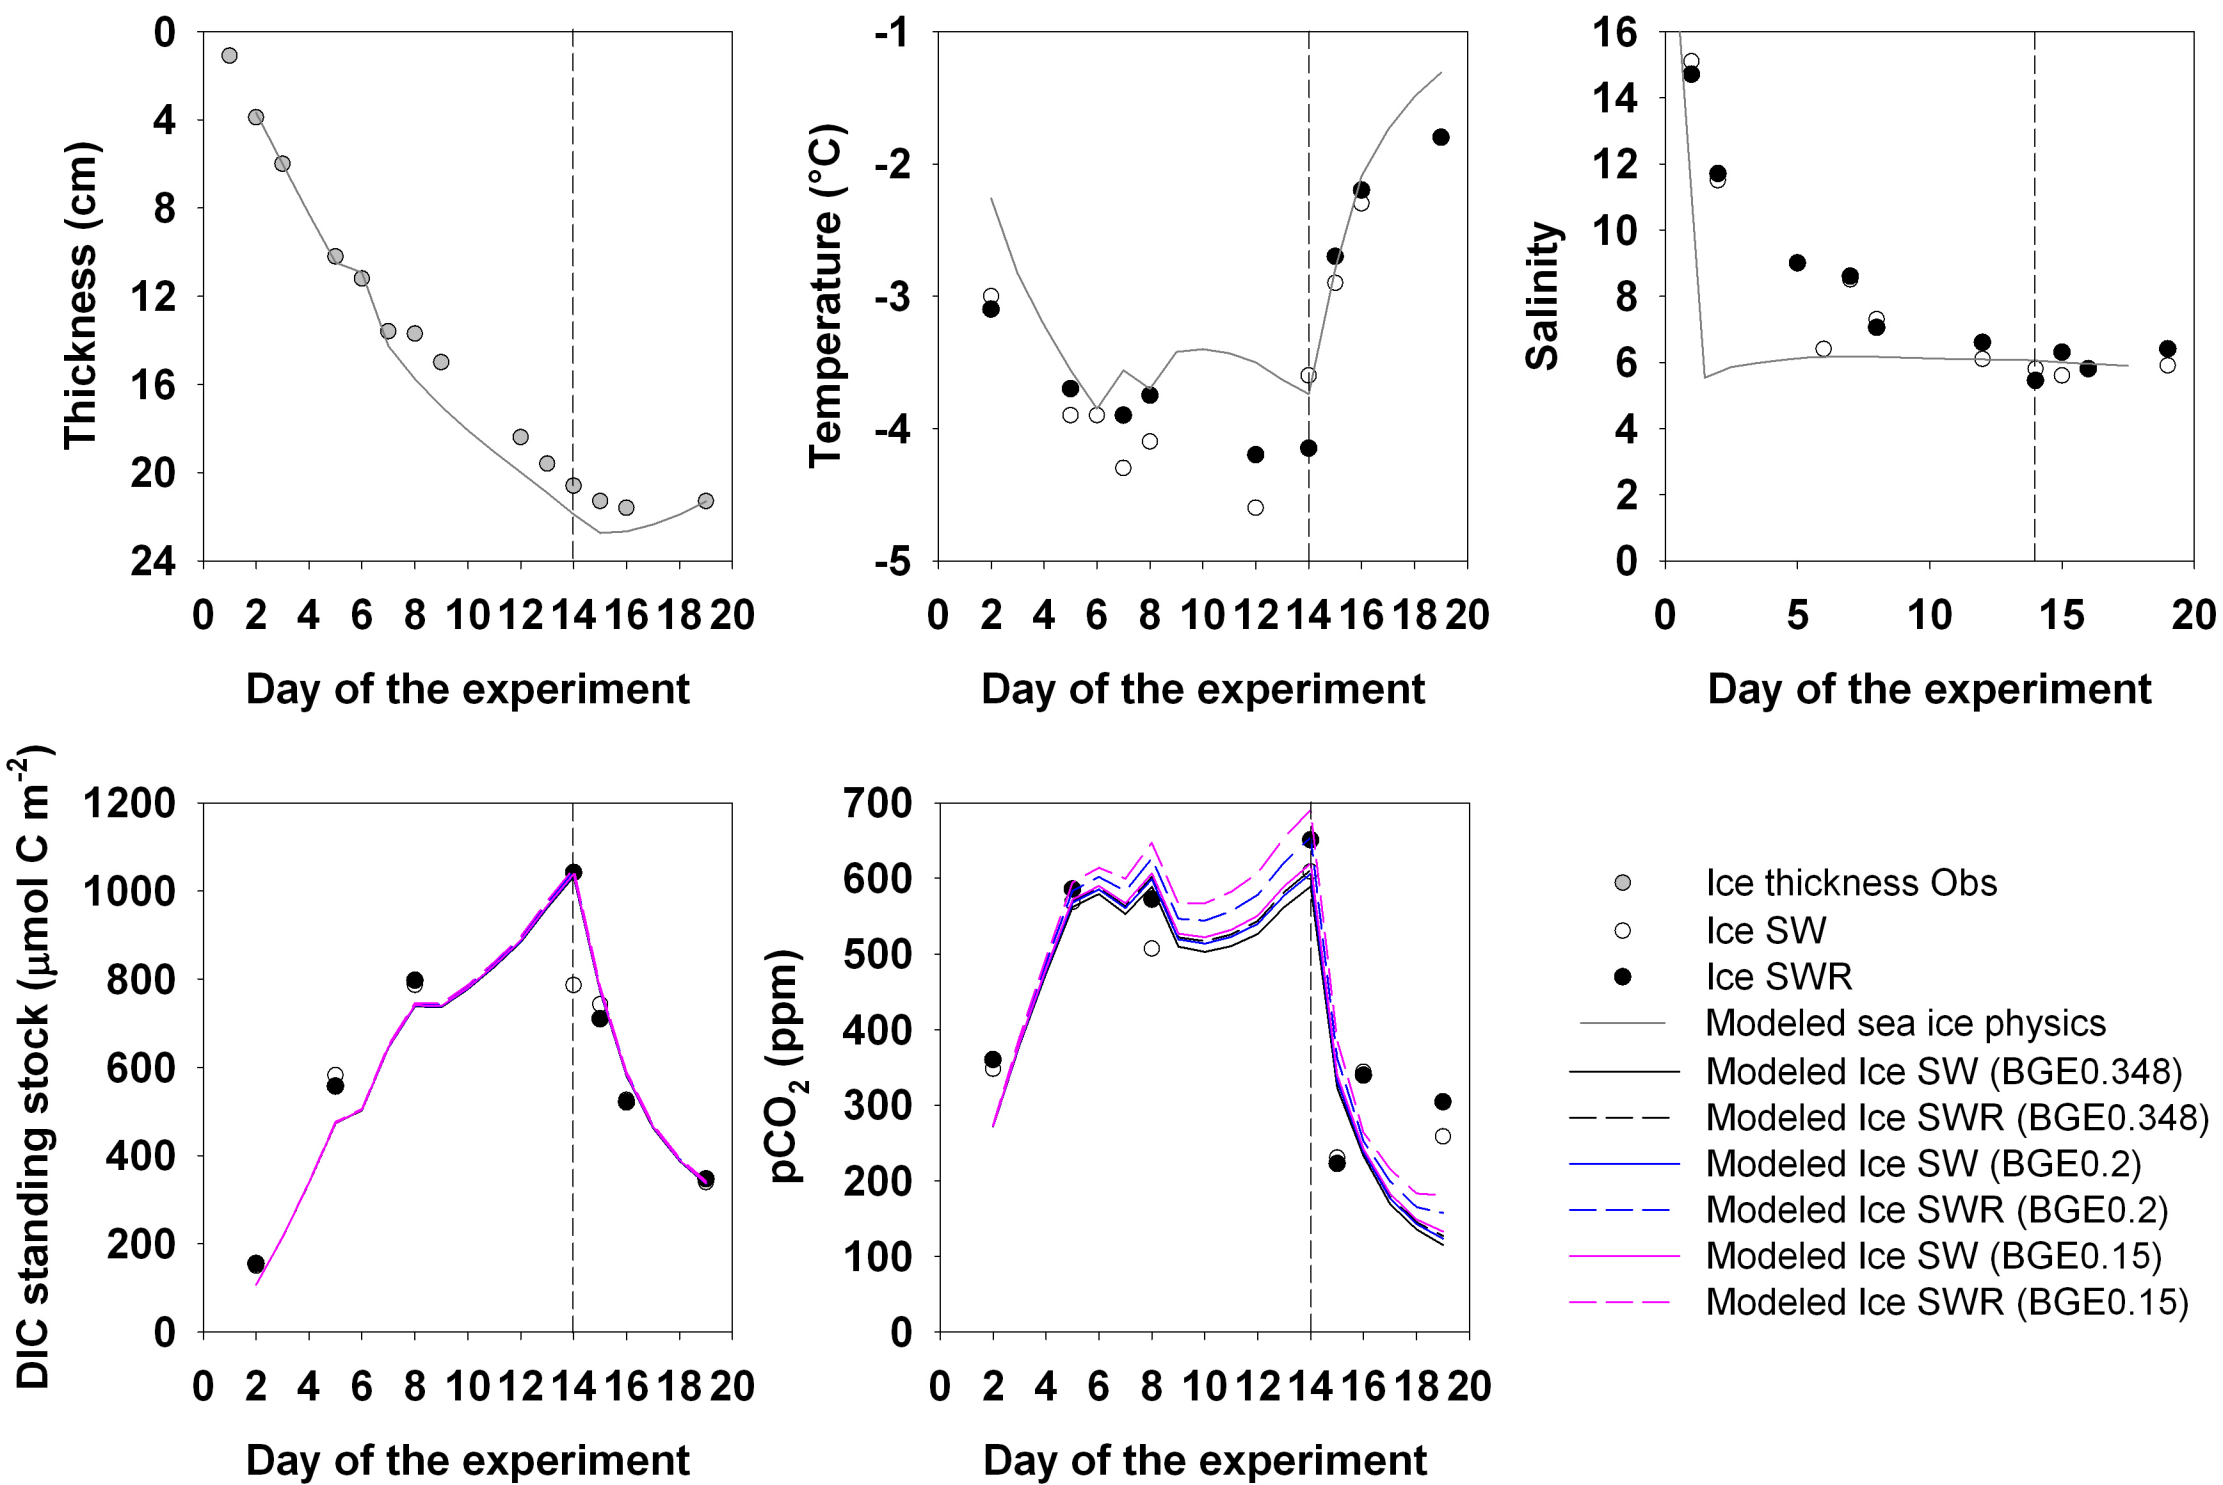 0
4
8
12
16
20
24
Thickness (cm)
0 2 4 6 8 10 12 14 16 18 20
Day of the experiment
-1
-2
-3
-4
-5
Temperature (°C)
0 2 4 6 8 10 12 14 16 18 20
Day of the experiment
16
14
12
10
8
6
4
2
0
Salinity
0 5 10 15 20
Day of the experiment
1200
1000
800
600
400
200
0
DIC standing stock (µmol C m-2)
0 2 4 6 8 10 12 14 16 18 20
Day of the experiment
700
600
500
400
300
200
100
0
pCO2 (ppm)
0 2 4 6 8 10 12 14 16 18 20
Day of the experiment
Ice thickness Obs
Ice SW
Ice SWR
Modeled sea ice physics
Modeled Ice SW (BGE0.348)
Modeled Ice SWR (BGE0.348)
Modeled Ice SW (BGE0.2)
Modeled Ice SWR (BGE0.2)
Modeled Ice SW (BGE0.15)
Modeled Ice SWR (BGE0.15)